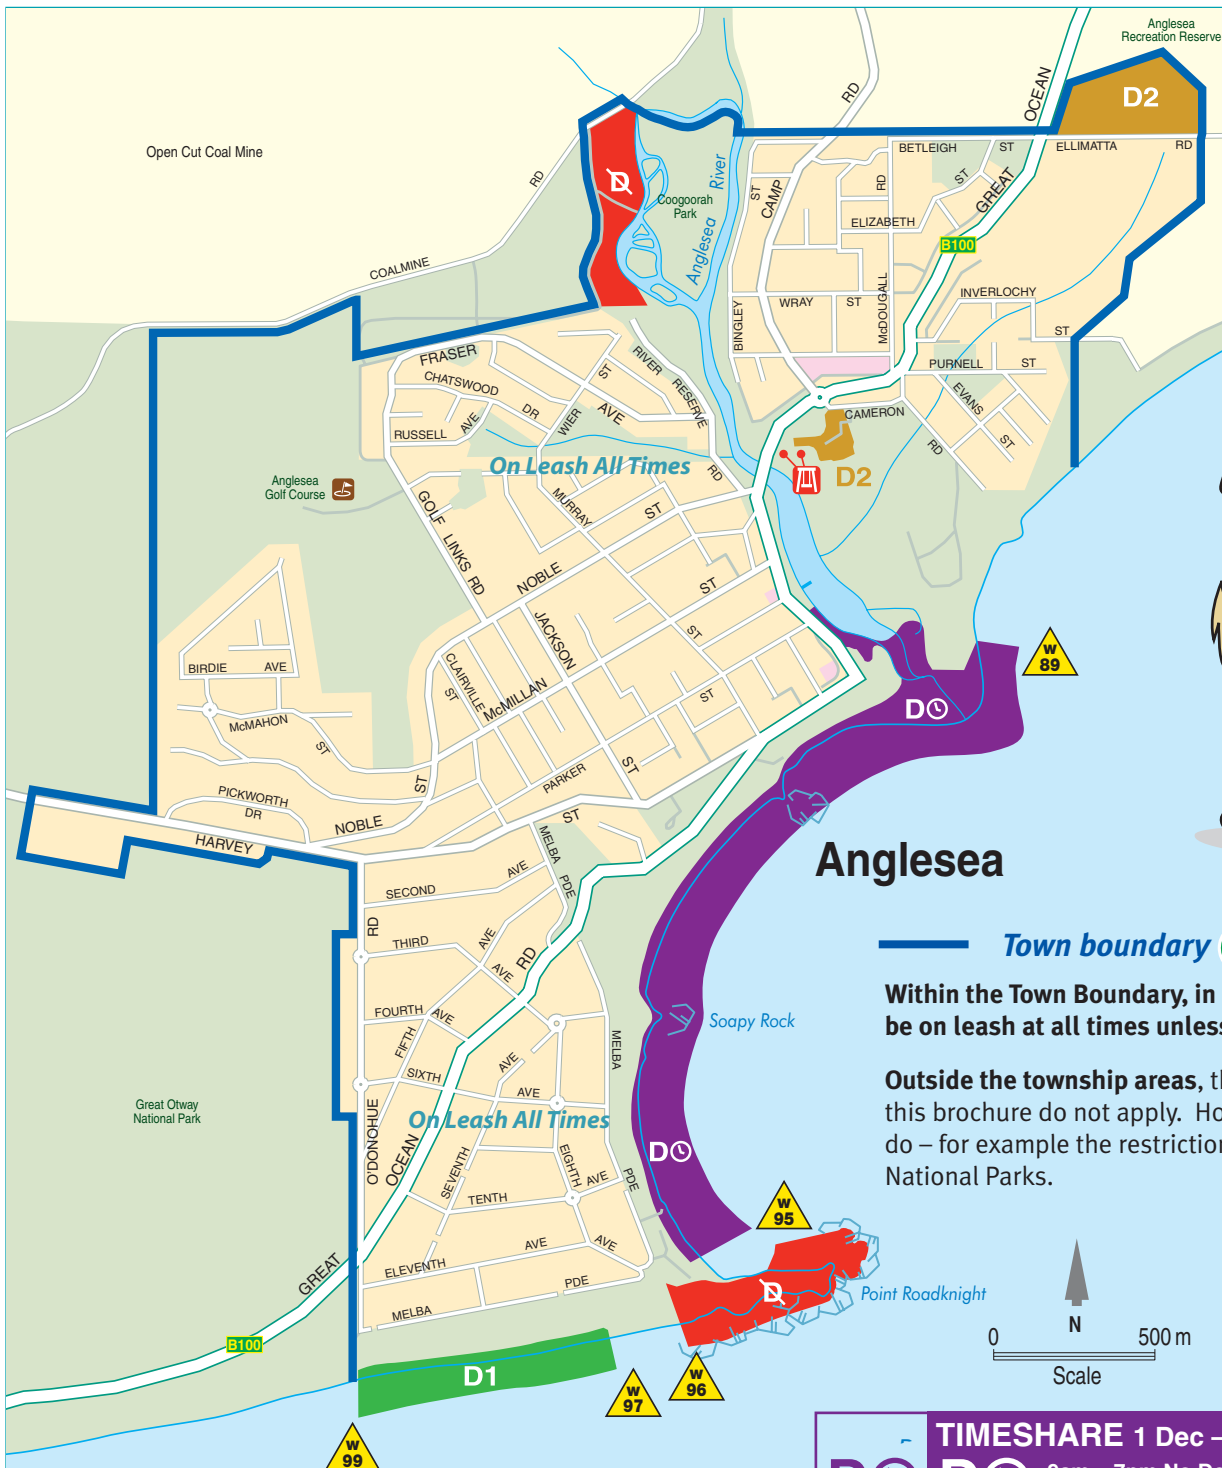 Anglesea
Recreation Reserve
D2
OCEAN
RD
Open Cut Coal Mine
RD
BETLEIGH
ST
ELLIMATTA
RD
D
Coogoorah
Park
Anglesea River
ST
CAMP
RD
ST
GREAT
ELIZABETH
B100
COALMINE
McDOUGALL
INVERLOCHY
ST
WRAY
ST
BINGLEY
FRASER
RIVER
RESERVE
RD
PURNELL
ST
CHATSWOOD
DR
ST
WIER
AVE
EVANS
ST
CAMERON
RD
RUSSELL
AVE
On Leash All Times
D2
Anglesea
Golf Course
GOLF LINKS RD
MURRAY
ST
NOBLE
ST
ST
JACKSON
ST
CLAIRVILLE
ST
McMILLAN
ST
BIRDIE
AVE
McMAHON
ST
W
89
D
PARKER
ST
PICKWORTH
DR
NOBLE
ST
HARVEY
ST
MELBA
PDE
Anglesea
SECOND
AVE
RD
THIRD
AVE
AVE
RD
Town boundary
Within the Town Boundary, in
be on leash at all times unless
Soapy Rock
FOURTH
AVE
FIFTH
MELBA
SIXTH
AVE
AVE
Outside the township areas, th
this brochure do not apply. Ho
do – for example the restriction
National Parks.
Great Otway
National Park
On Leash All Times
O'DONOHUE
OCEAN
D
SEVENTH
EIGHTH
AVE
PDE
TENTH
W
95
ELEVENTH
AVE
AVE
GREAT
PDE
MELBA
D
Point Roadknight
N
0
500 m
Scale
B100
D1
W
97
W
96
W
99
TIMESHARE 1 Dec –